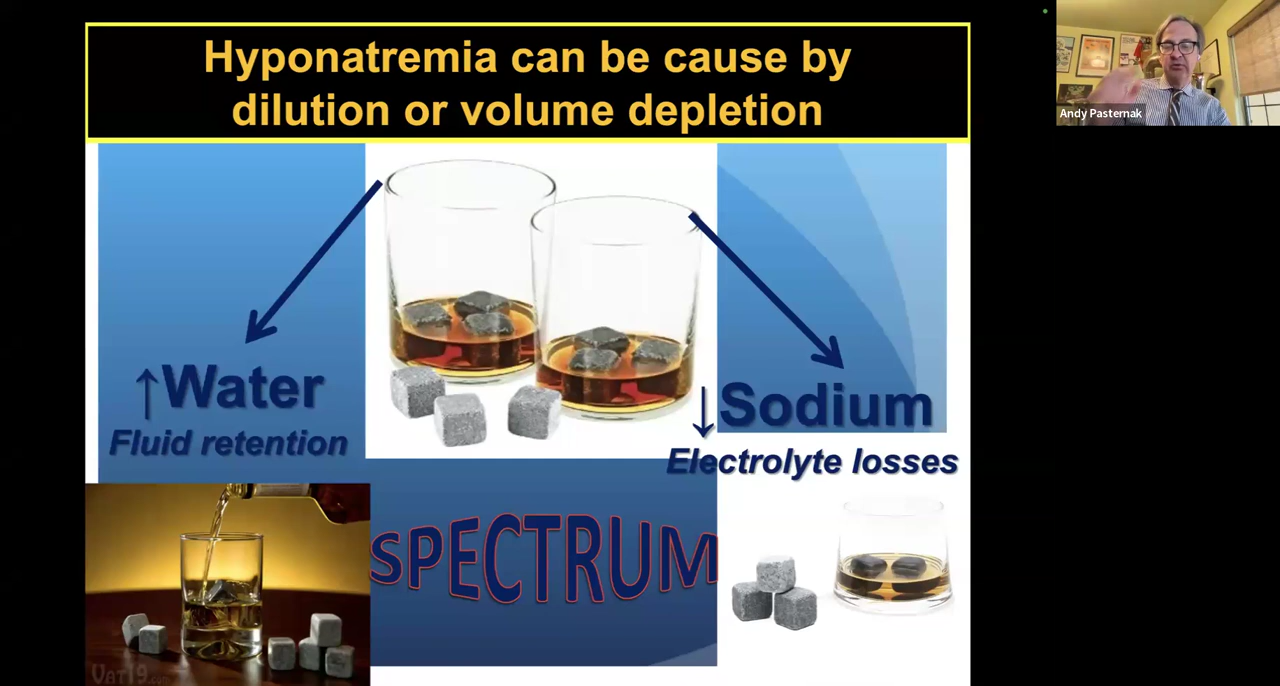 Hyponatremia can be cause by
dilution or volume depletion
Andy Pasternak
↑Water
Fluid retention
↓Sodium
Electrolyte losses
SPECTRUM
Vat19.com